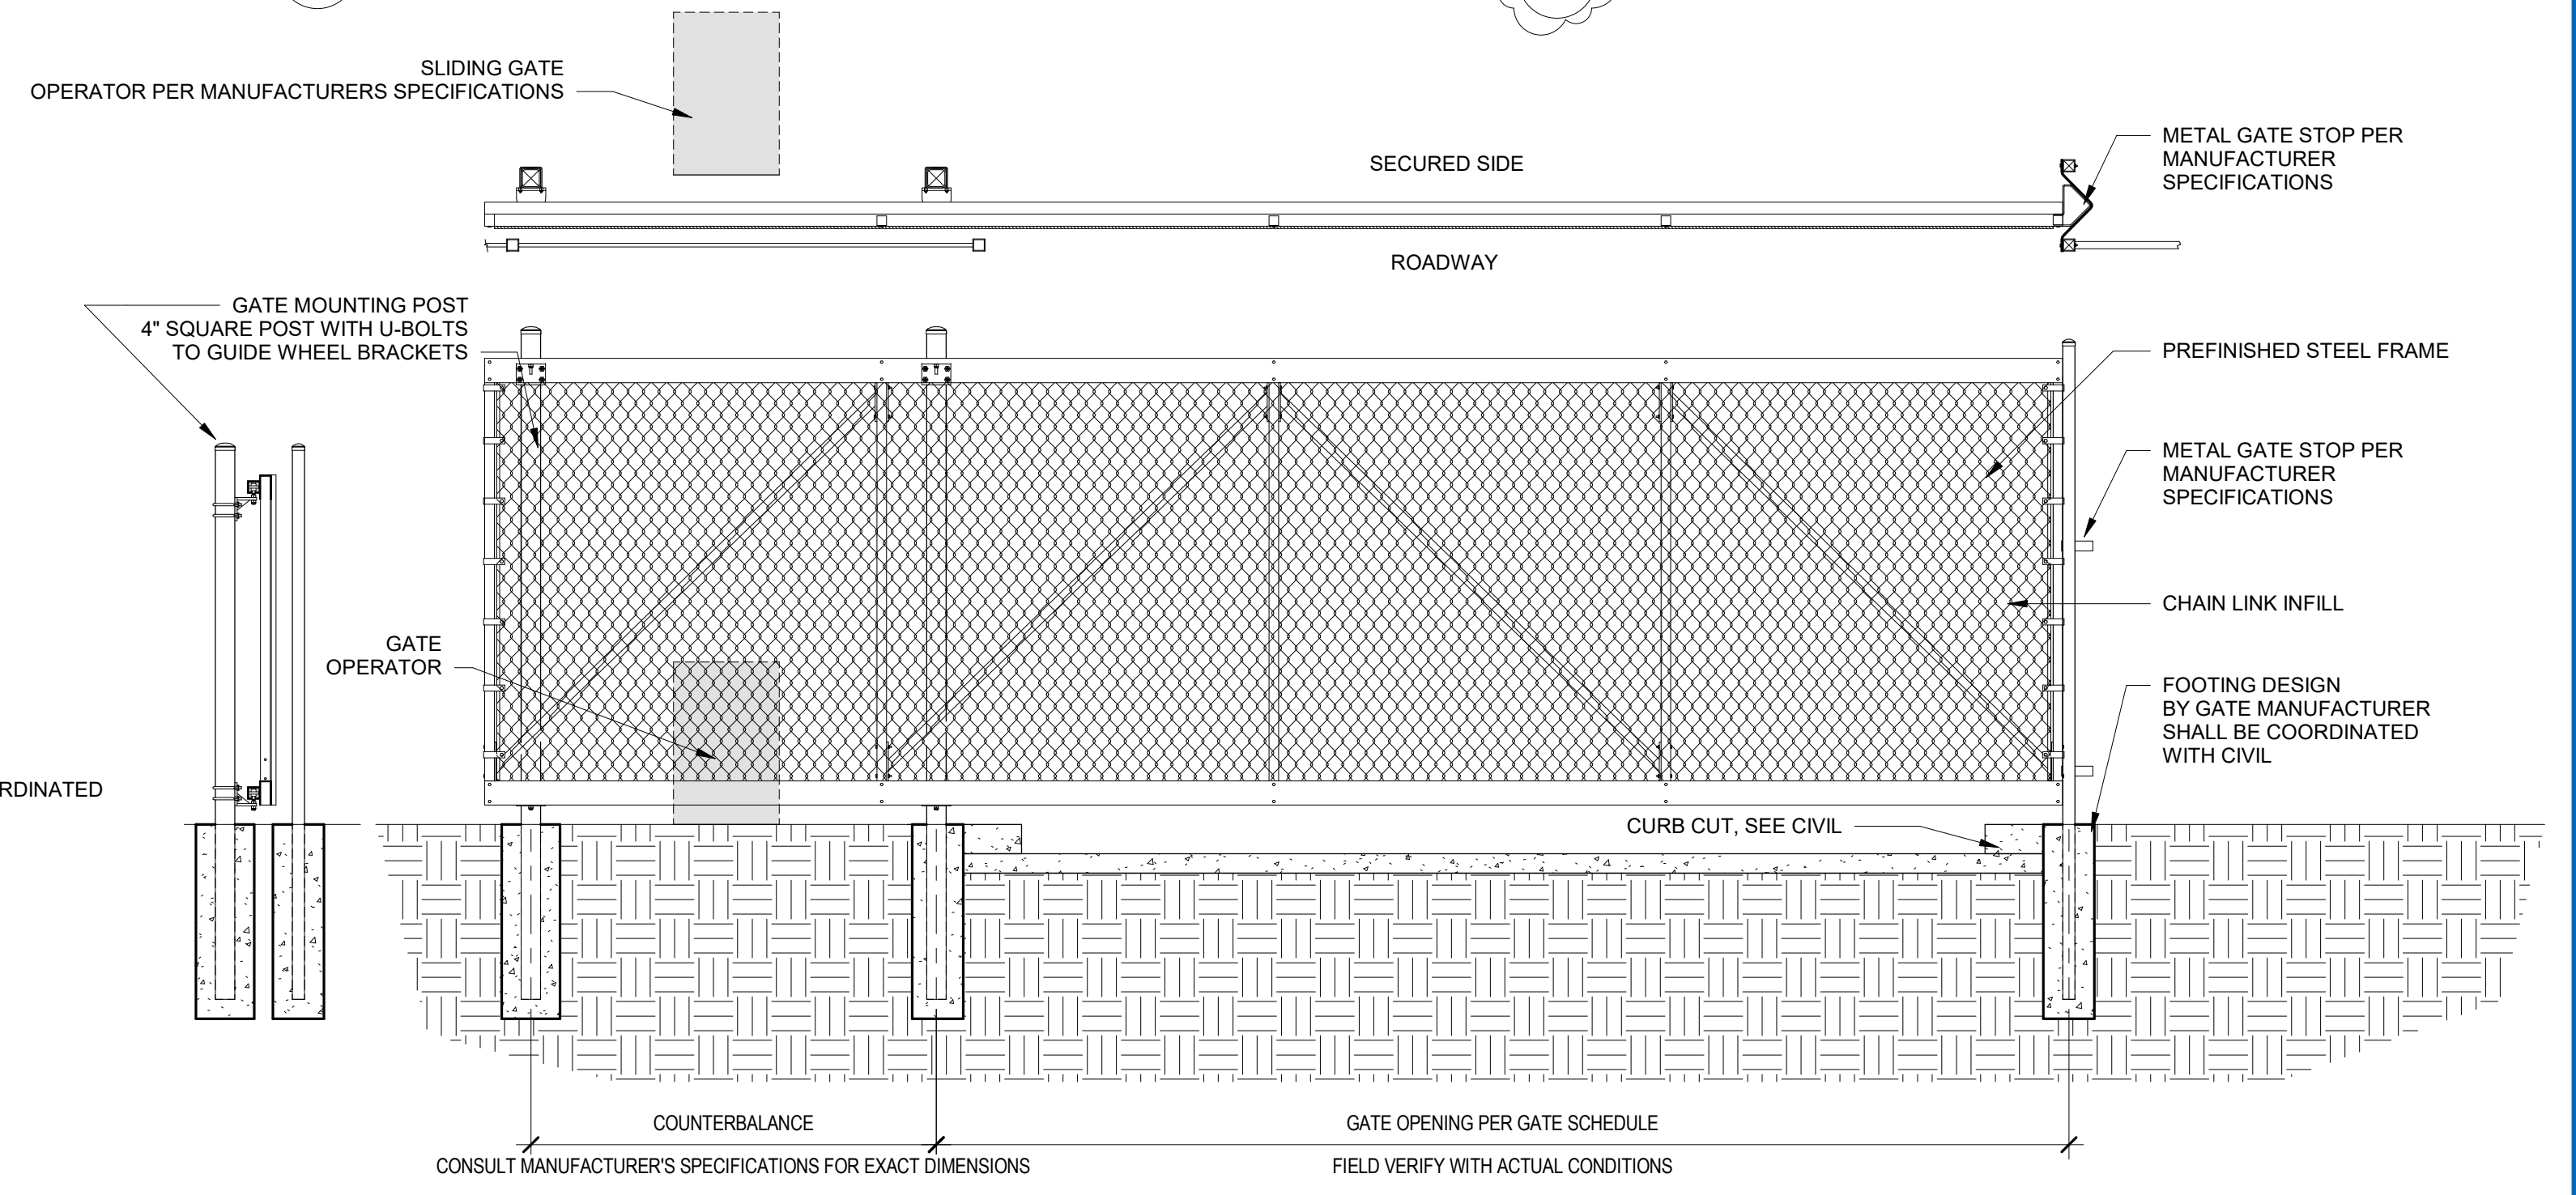 SLIDING GATE
OPERATOR PER MANUFACTURERS SPECIFICATIONS
SECURED SIDE
METAL GATE STOP PER
MANUFACTURER
SPECIFICATIONS
ROADWAY
GATE MOUNTING POST
4" SQUARE POST WITH U-BOLTS
TO GUIDE WHEEL BRACKETS
PREFINISHED STEEL FRAME
METAL GATE STOP PER
MANUFACTURER
SPECIFICATIONS
CHAIN LINK INFILL
GATE
OPERATOR
FOOTING DESIGN
BY GATE MANUFACTURER
SHALL BE COORDINATED
WITH CIVIL
RDINATED
CURB CUT, SEE CIVIL
COUNTERBALANCE
GATE OPENING PER GATE SCHEDULE
CONSULT MANUFACTURER'S SPECIFICATIONS FOR EXACT DIMENSIONS
FIELD VERIFY WITH ACTUAL CONDITIONS